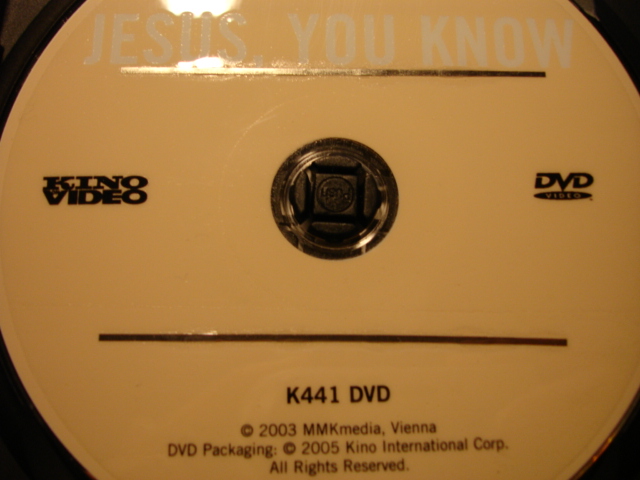 JESUS, YOU KNOW
KINO
VIDEO
DVD
VIDEO
K441 DVD
© 2003 MMKmedia, Vienna
DVD Packaging: © 2005 Kino International Corp.
All Rights Reserved.